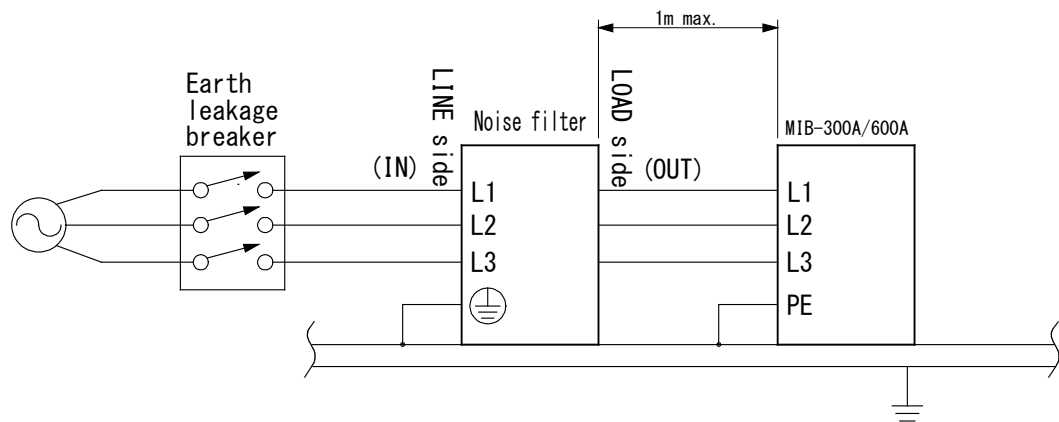 1m max.
Earth
leakage
breaker
LINE side
Noise filter
LOAD side
MIB-300A/600A
(IN)
(OUT)
L1
L2
L3
L1
L2
L3
PE